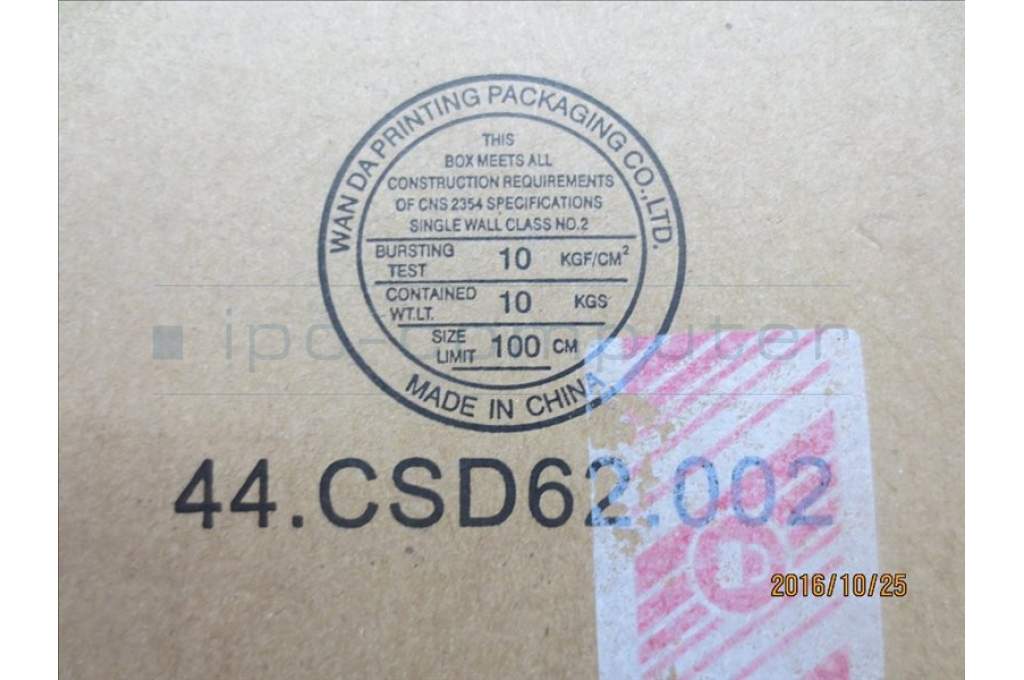 WAN DA PRINTING PACKAGING CO.,LTD.
THIS
BOX MEETS ALL
CONSTRUCTION REQUIREMENTS
OF CNS 2354 SPECIFICATIONS
SINGLE WALL CLASS NO.2
BURSTING TEST 10 KGF/CM²
CONTAINED WT.LT. 10 KGS
SIZE LIMIT 100 CM
MADE IN CHINA
ipc-computer
44.CSD62.002
2016/10/25